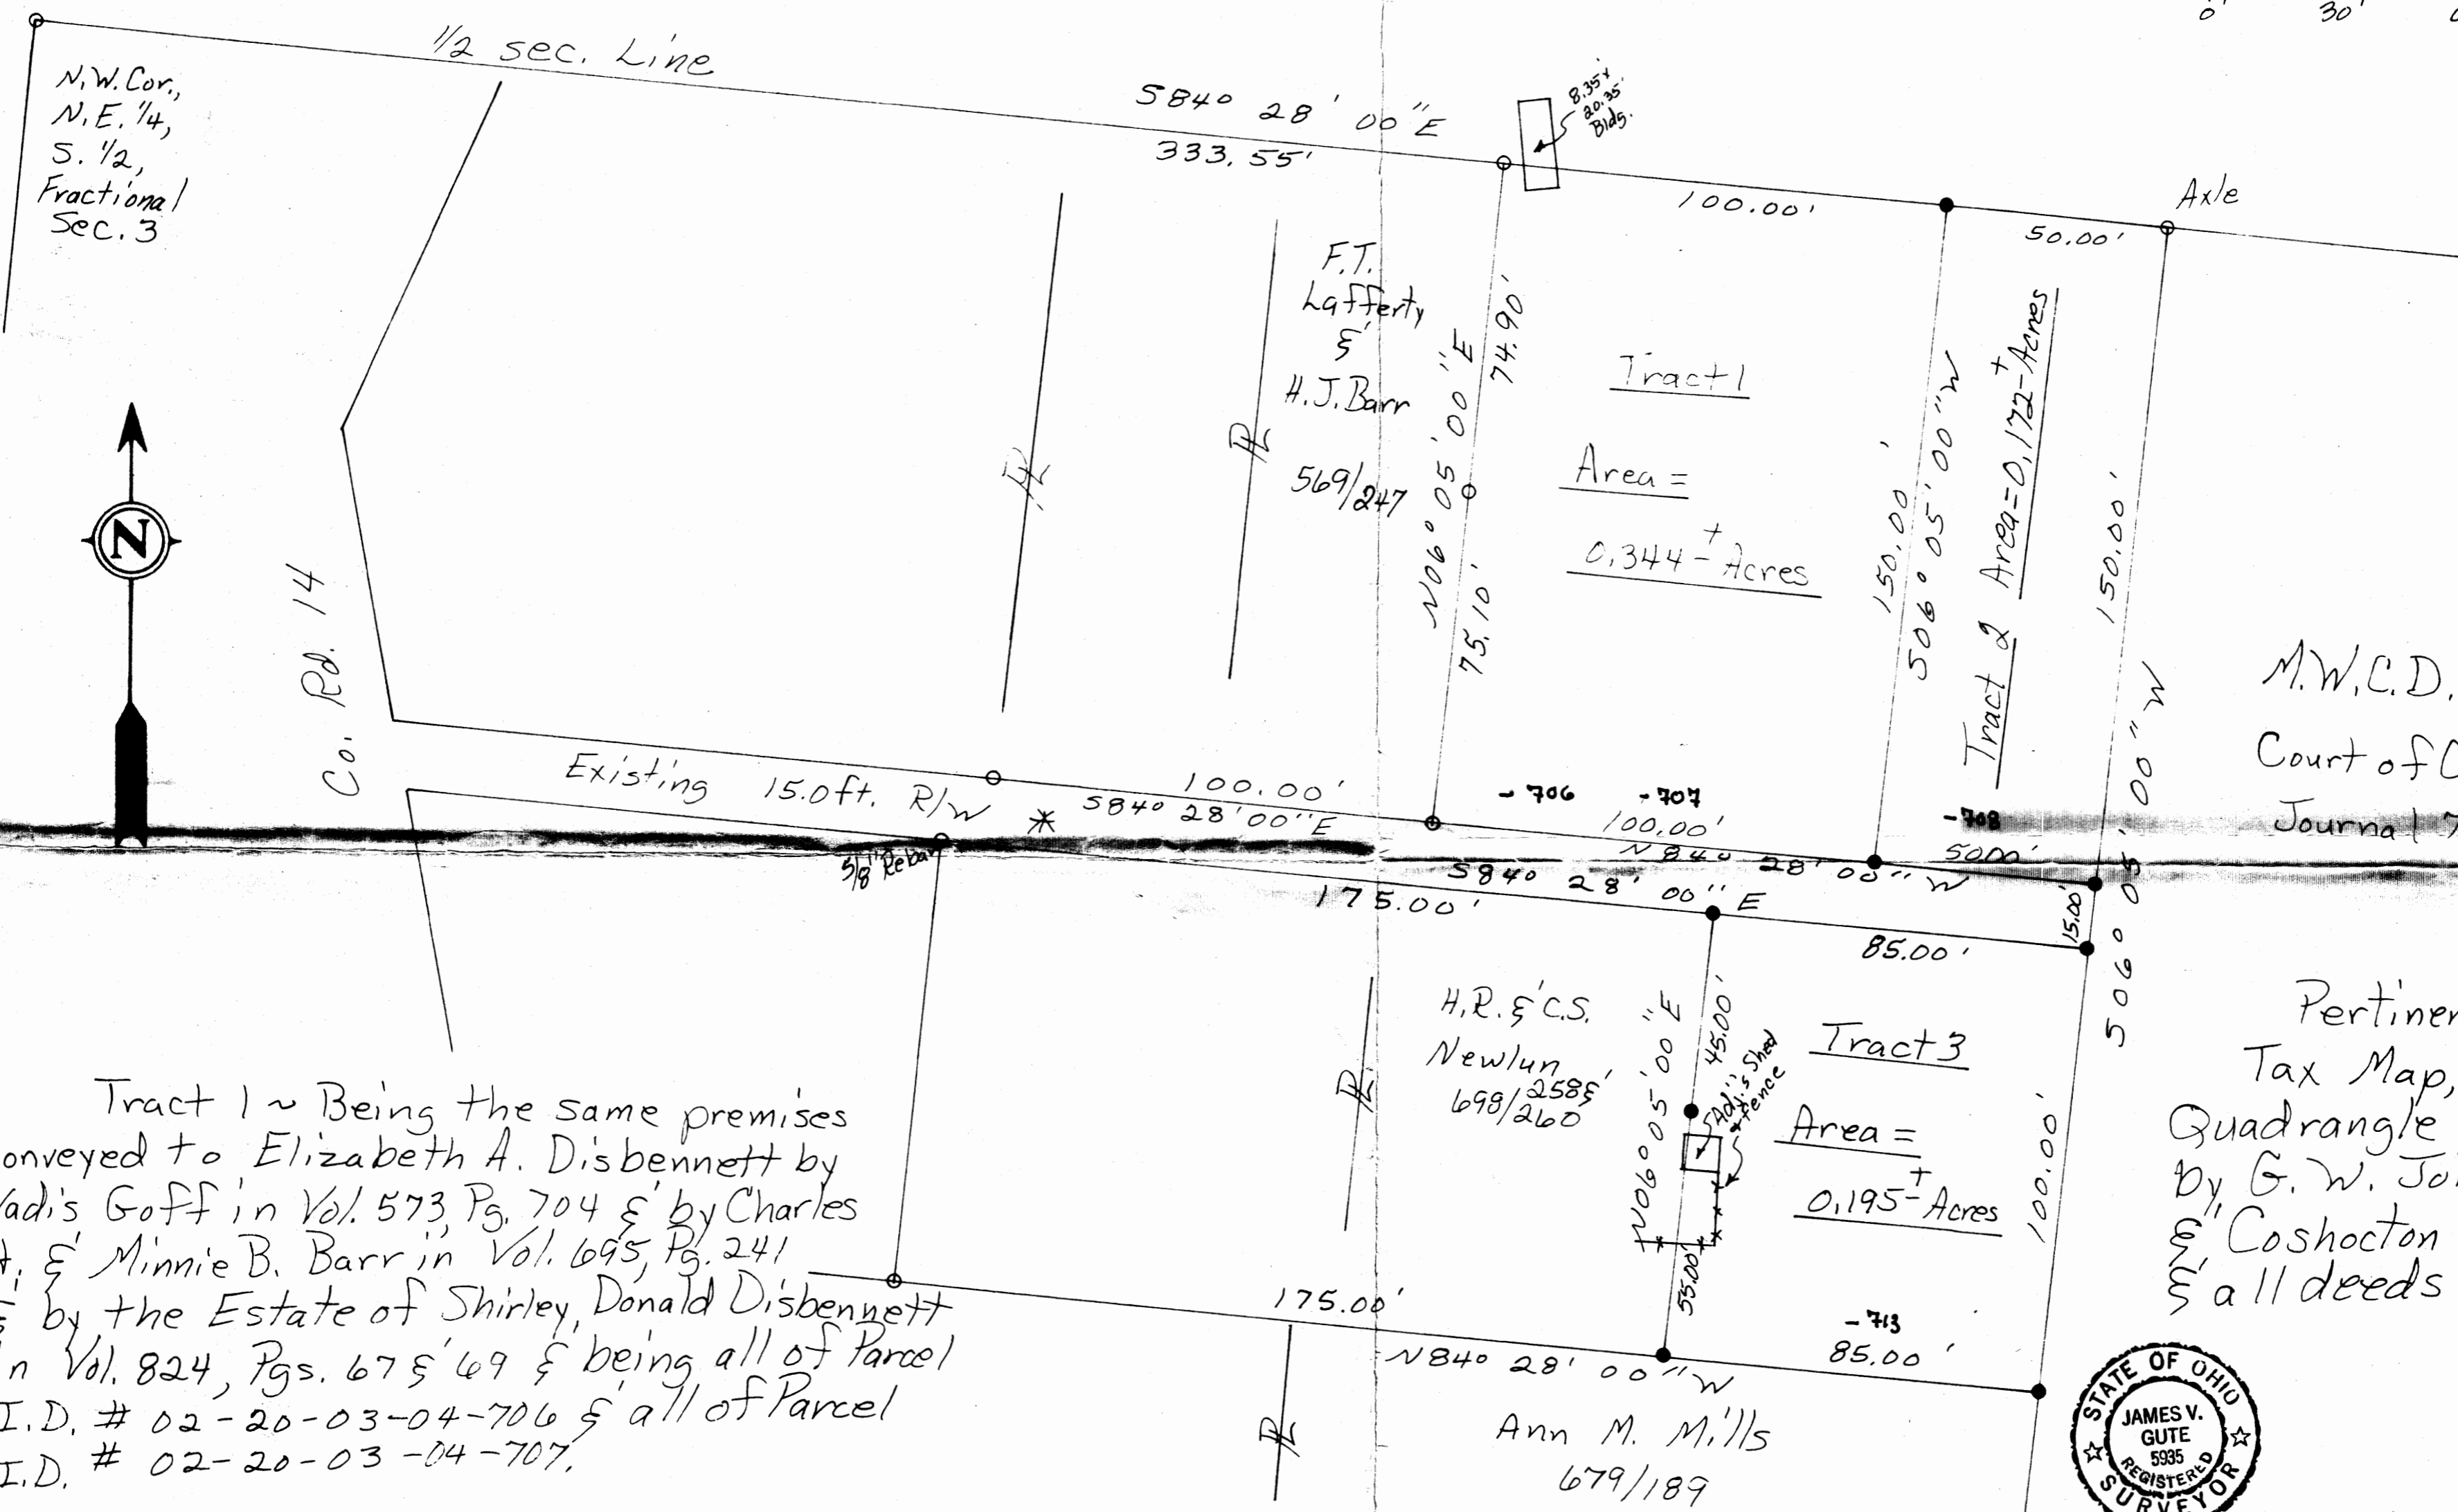 0' 30'
1/2 sec. Line
N.W. Cor.,
N.E. 1/4,
S. 1/2,
Fractional
Sec. 3
S84° 28' 00"E
333.55'
8.35' x
20.35'
Bldg.
100.00'
50.00'
Axle
F.T.
Lafferty
&
H.J. Barr
569/247
N06° 05' 00"E
74.90'
75.10'
Tract 1
Area =
0.344 ± Acres
150.00'
S06° 05' 00"W
Tract 2 Area=0.172± Acres
150.00'
S06° 05' 00"W
M.W.C.D.
Court of
Journal
N
Co. Rd. 14
PL
PL
Existing 15.0ft. R/W *
100.00'
S84° 28' 00"E
-706 -707
100.00'
-708
50.00'
N84° 28' 00"W
5/8" Rebar
S84° 28' 00" E
175.00'
85.00'
15.00'
H.R. & C.S.
Newlun
698/258 &
260
PL
N06° 05' 00"E
45.00'
55.00'
Adj.'s Shed
& Fence
Tract 3
Area =
0.195± Acres
100.00'
Tax Map,
Quadrangle
by G. W.
& Coshocton
& all deeds
Tract 1 ~ Being the same premises
onveyed to Elizabeth A. Disbennett by
adis Goff in Vol. 573, Pg. 704 & by Charles
& Minnie B. Barr in Vol. 695, Pg. 241
& by the Estate of Shirley Donald Disbennett
n Vol. 824, Pgs. 67 & 69 & being all of Parcel
I.D. # 02-20-03-04-706 & all of Parcel
I.D. # 02-20-03-04-707.
175.00'
N84° 28' 00"W
-713
85.00'
PL
Ann M. Mills
679/189
STATE OF OHIO
JAMES V.
GUTE
5935
REGISTERED
SURVEYOR